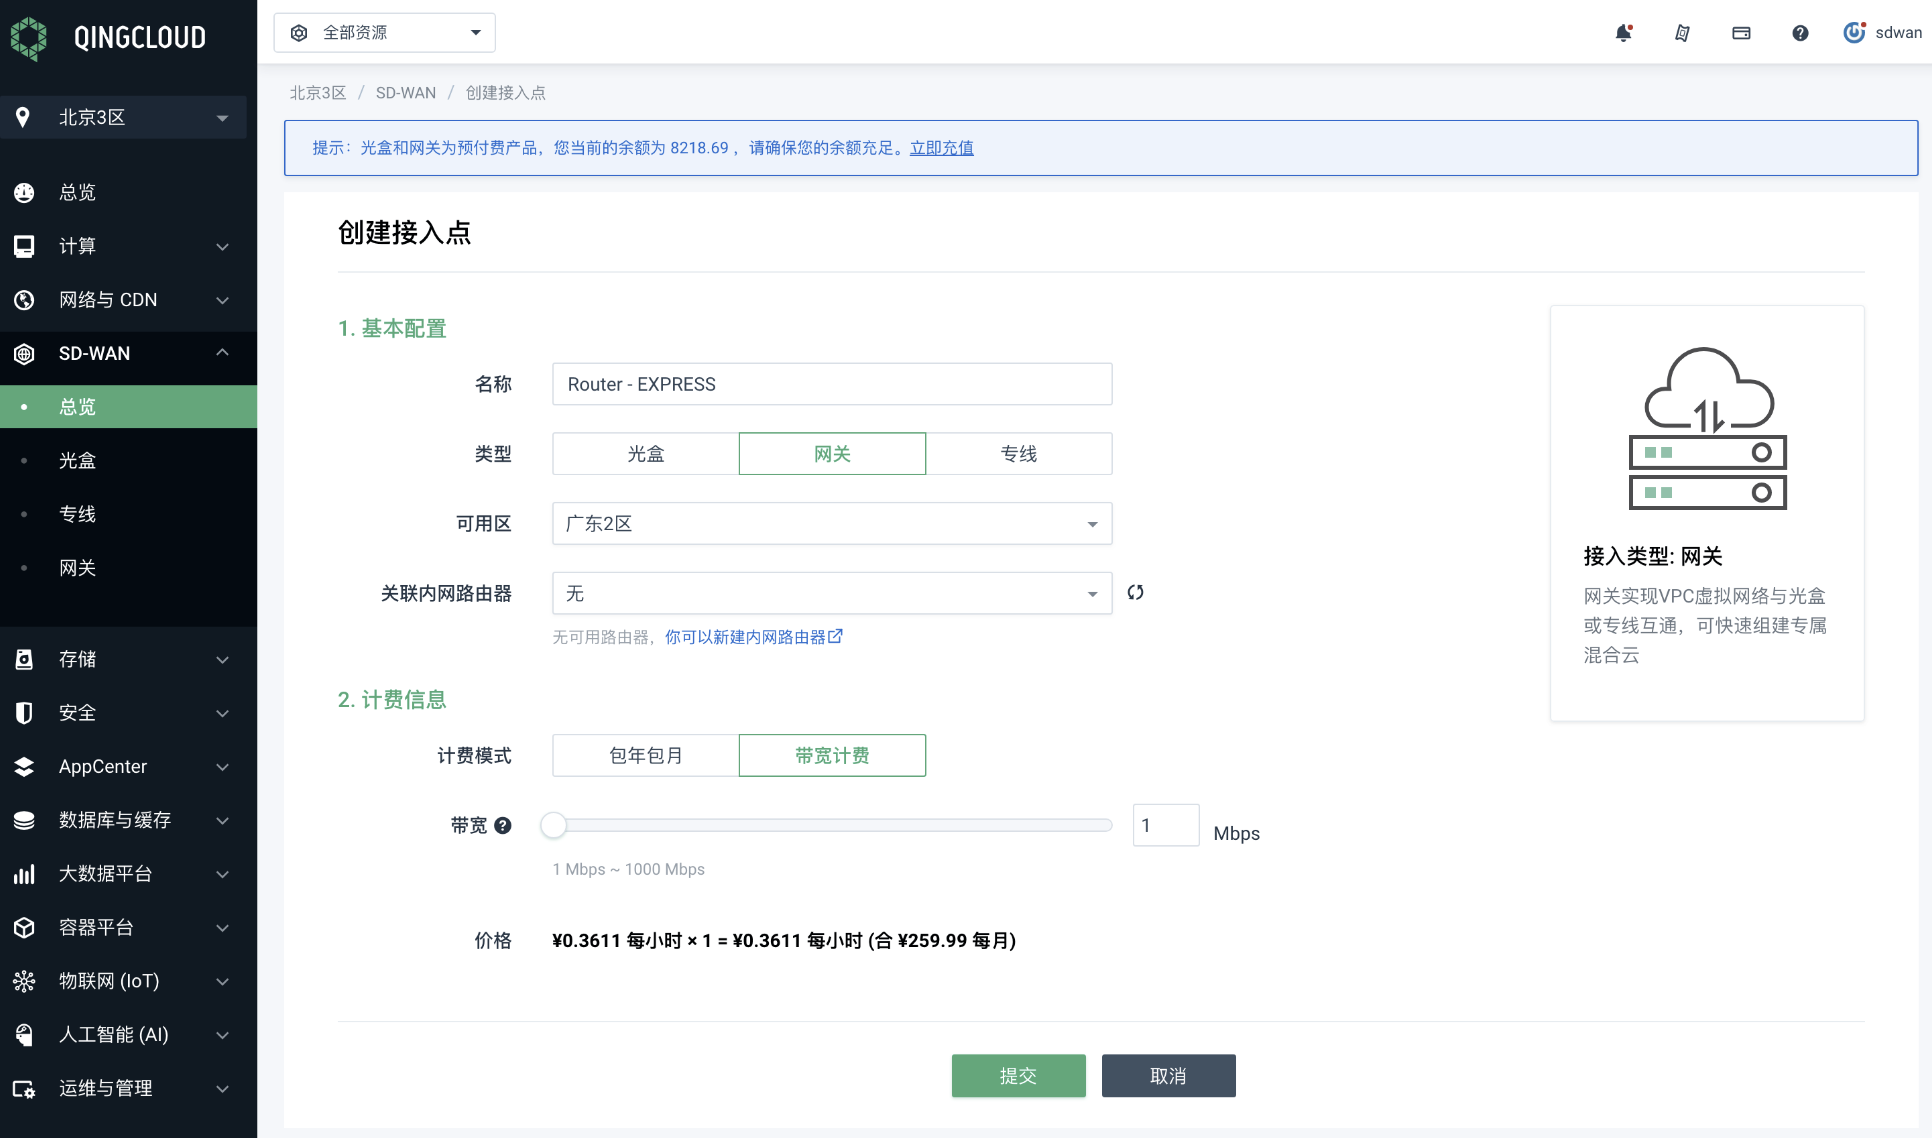 QINGCLOUD
全部资源
sdwan
北京3区
总览
计算
网络与 CDN
SD-WAN
总览
光盒
专线
网关
存储
安全
AppCenter
数据库与缓存
大数据平台
容器平台
物联网 (IoT)
人工智能 (AI)
运维与管理
北京3区 / SD-WAN / 创建接入点
提示：光盒和网关为预付费产品，您当前的余额为 8218.69 ，请确保您的余额充足。立即充值
创建接入点
1. 基本配置
名称 Router - EXPRESS
类型 光盒 网关 专线
可用区 广东2区
关联内网路由器 无
无可用路由器，你可以新建内网路由器
2. 计费信息
计费模式 包年包月 带宽计费
带宽 ? 1 Mbps
1 Mbps ~ 1000 Mbps
价格 ¥0.3611 每小时 × 1 = ¥0.3611 每小时 (合 ¥259.99 每月)
提交 取消
接入类型: 网关
网关实现VPC虚拟网络与光盒
或专线互通，可快速组建专属
混合云